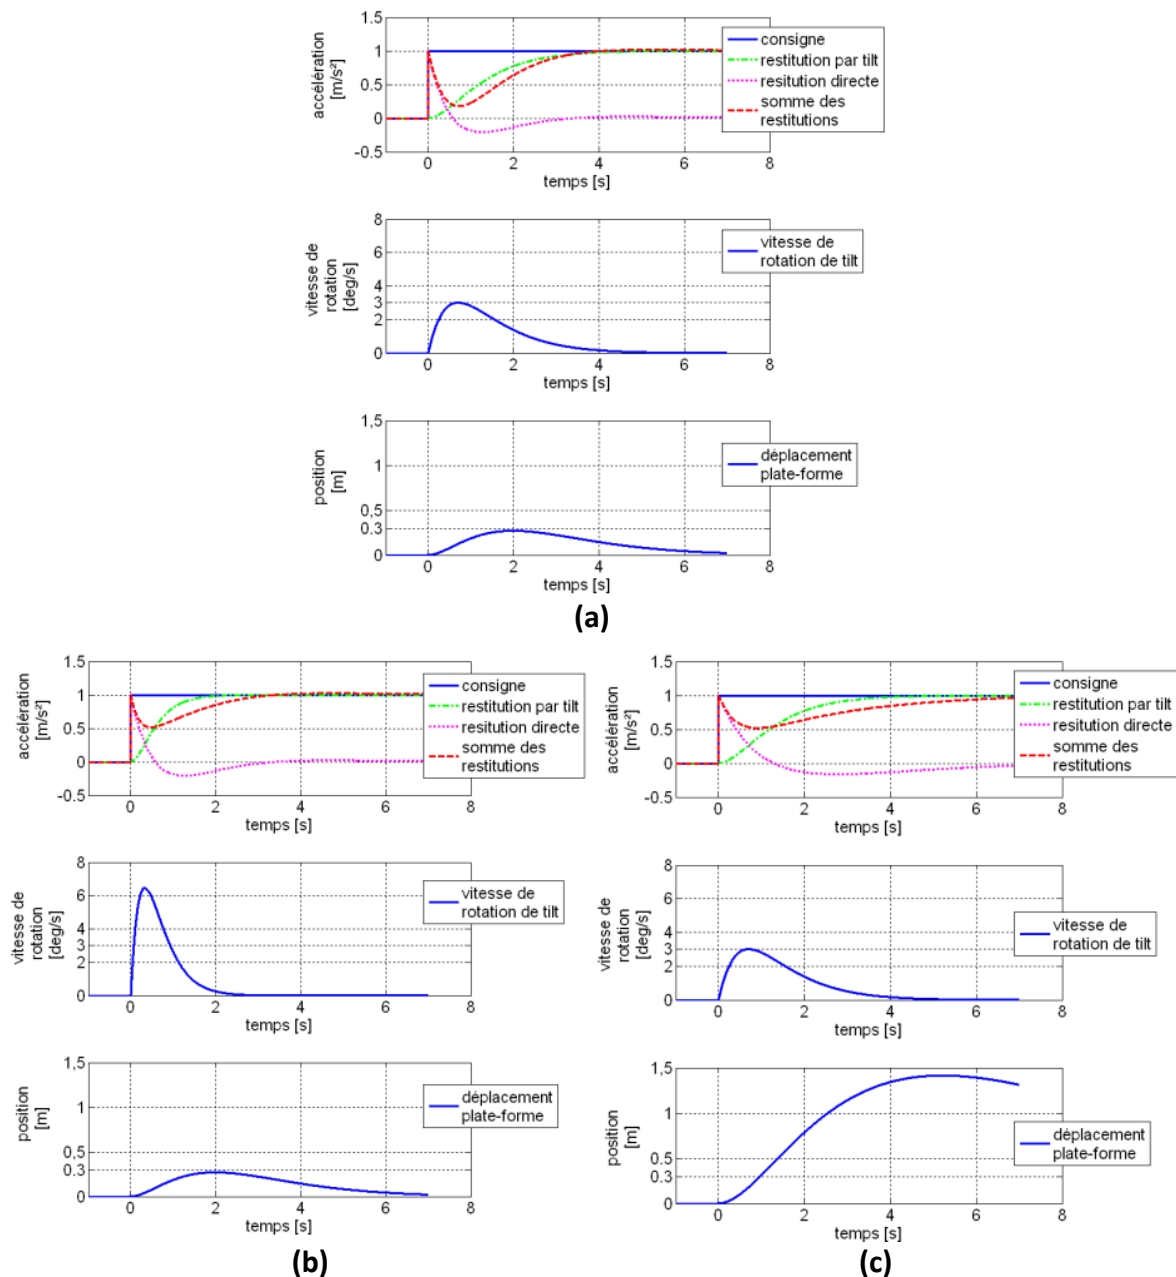 1.5
1
0.5
0
-0.5
accélération
[m/s²]
0 2 4 6 8
temps [s]
consigne
restitution par tilt
resitution directe
somme des
restitutions
8
6
4
3
2
0
vitesse de
rotation
[deg/s]
0 2 4 6 8
temps [s]
vitesse de
rotation de tilt
1,5
1
0,5
0.3
0
position
[m]
0 2 4 6 8
temps [s]
déplacement
plate-forme
(a)
1.5
1
0.5
0
-0.5
accélération
[m/s²]
0 2 4 6 8
temps [s]
consigne
restitution par tilt
resitution directe
somme des
restitutions
8
6
4
3
2
0
vitesse de
rotation
[deg/s]
0 2 4 6 8
temps [s]
vitesse de
rotation de tilt
1,5
1
0.5
0.3
0
position
[m]
0 2 4 6 8
temps [s]
déplacement
plate-forme
(b)
1.5
1
0.5
0
-0.5
accélération
[m/s²]
0 2 4 6 8
temps [s]
consigne
restitution par tilt
resitution directe
somme des
restitutions
8
6
4
3
2
0
vitesse de
rotation
[deg/s]
0 2 4 6 8
temps [s]
vitesse de
rotation de tilt
1,5
1
0.5
0.3
0
position
[m]
0 2 4 6 8
temps [s]
déplacement
plate-forme
(c)